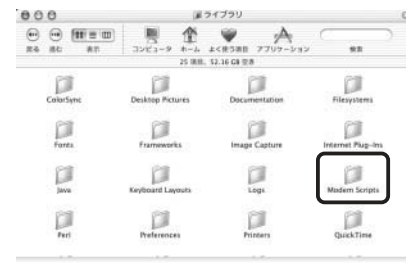 ライブラリ
戻る 進む 表示 コンピュータ ホーム よく使う項目 アプリケーション 検索
25 項目、52.16 GB 空き
ColorSync Desktop Pictures Documentation Filesystems
Fonts Frameworks Image Capture Internet Plug-Ins
Java Keyboard Layouts Logs Modem Scripts
Perl Preferences Printers QuickTime